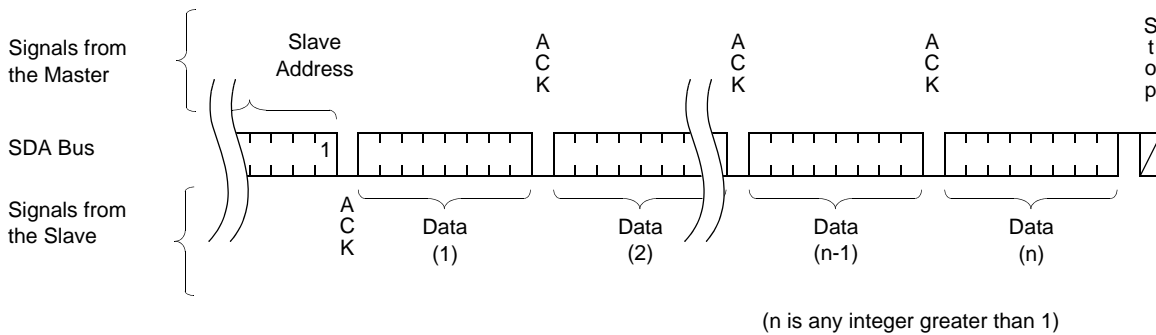 Signals from
the Master
Slave
Address
A
C
K
A
C
K
A
C
K
S
t
o
p
SDA Bus
1
Signals from
the Slave
A
C
K
Data
(1)
Data
(2)
Data
(n-1)
Data
(n)
(n is any integer greater than 1)